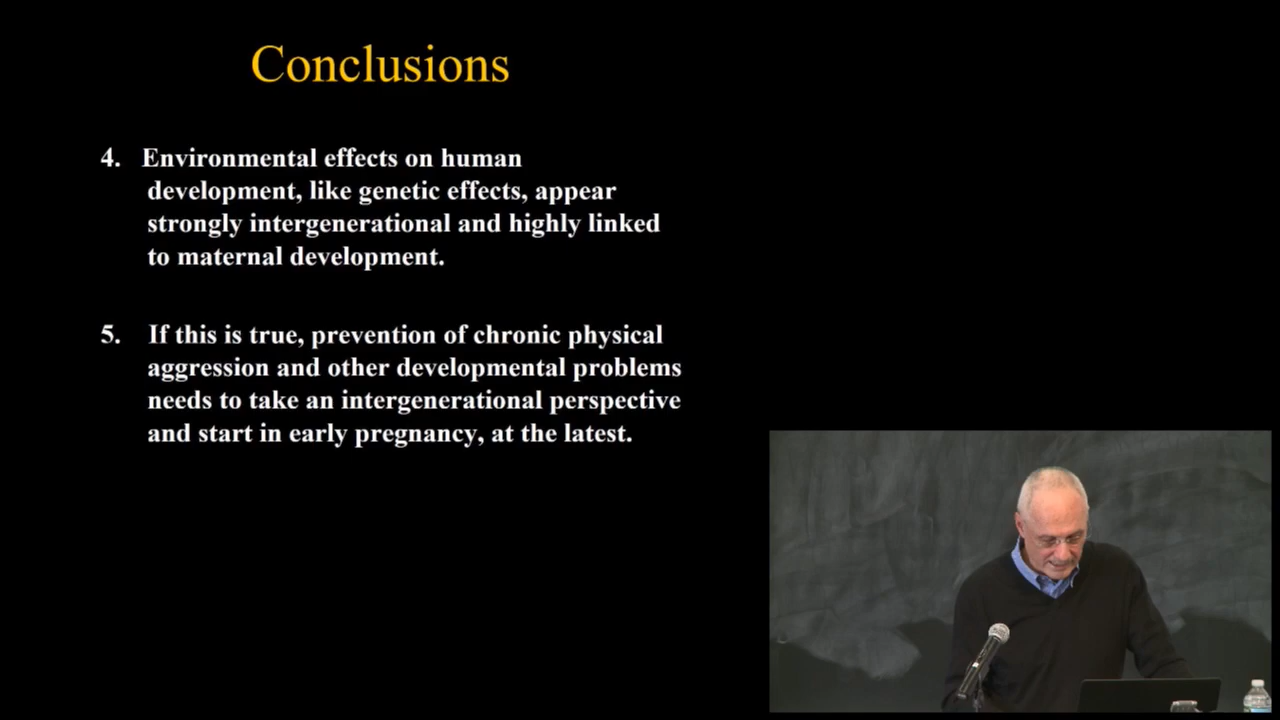 Conclusions
4. Environmental effects on human
development, like genetic effects, appear
strongly intergenerational and highly linked
to maternal development.
5. If this is true, prevention of chronic physical
aggression and other developmental problems
needs to take an intergenerational perspective
and start in early pregnancy, at the latest.